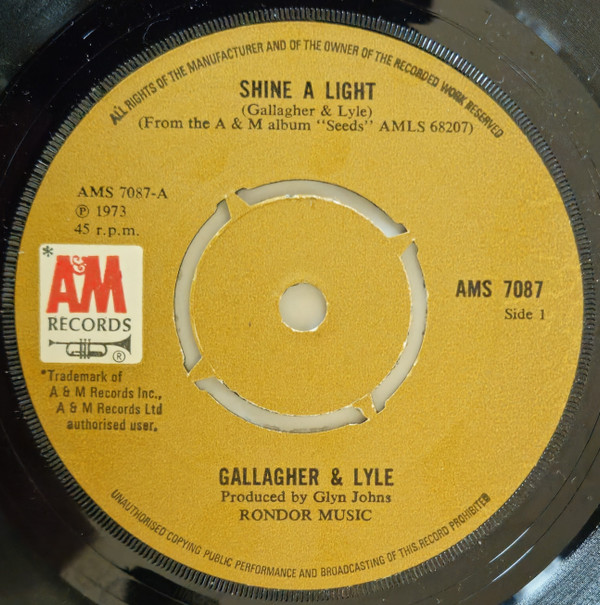 ALL RIGHTS OF THE MANUFACTURER AND OF THE OWNER OF THE RECORDED WORK RESERVED
SHINE A LIGHT
(Gallagher & Lyle)
(From the A & M album "Seeds" AMLS 68207)
AMS 7087-A
℗ 1973
45 r.p.m.
*
A&M
RECORDS
®
AMS 7087
Side 1
*Trademark of
A & M Records Inc.,
A & M Records Ltd
authorised user.
GALLAGHER & LYLE
Produced by Glyn Johns
RONDOR MUSIC
UNAUTHORISED COPYING PUBLIC PERFORMANCE AND BROADCASTING OF THIS RECORD PROHIBITED